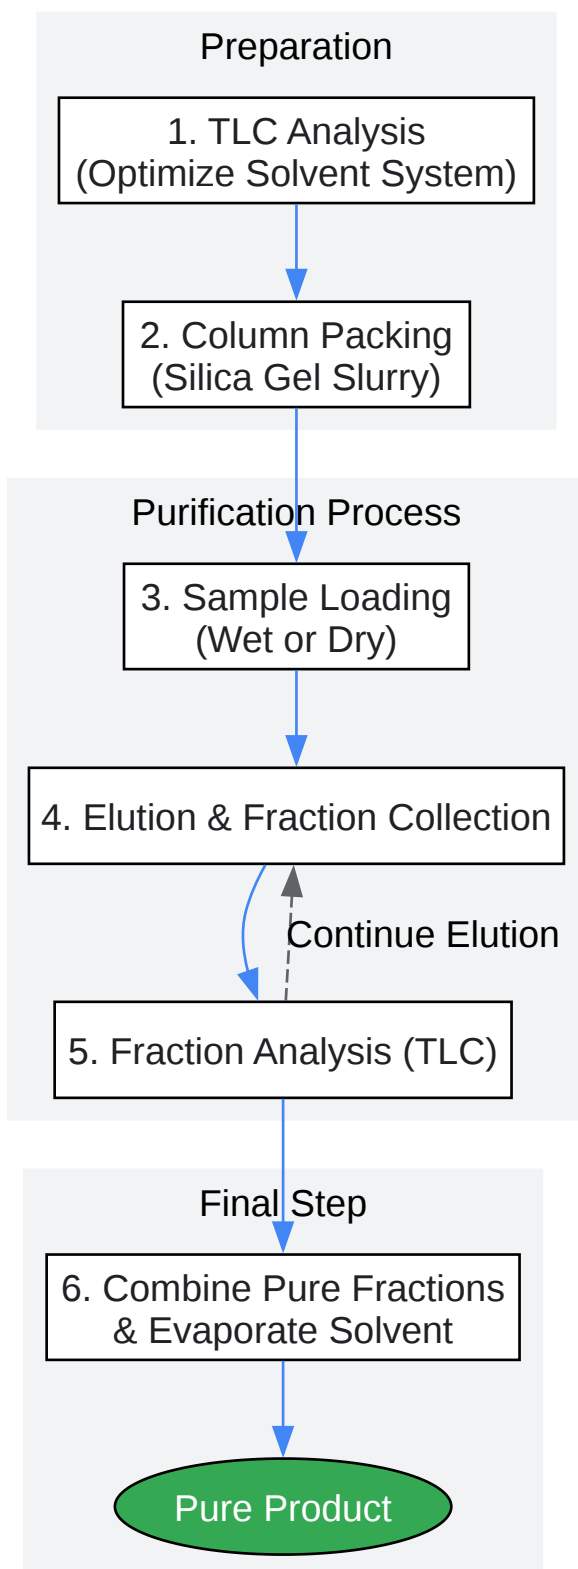 Preparation
1. TLC Analysis
(Optimize Solvent System)
2. Column Packing
(Silica Gel Slurry)
Purification Process
3. Sample Loading
(Wet or Dry)
4. Elution & Fraction Collection
Continue Elution
5. Fraction Analysis (TLC)
Final Step
6. Combine Pure Fractions
& Evaporate Solvent
Pure Product